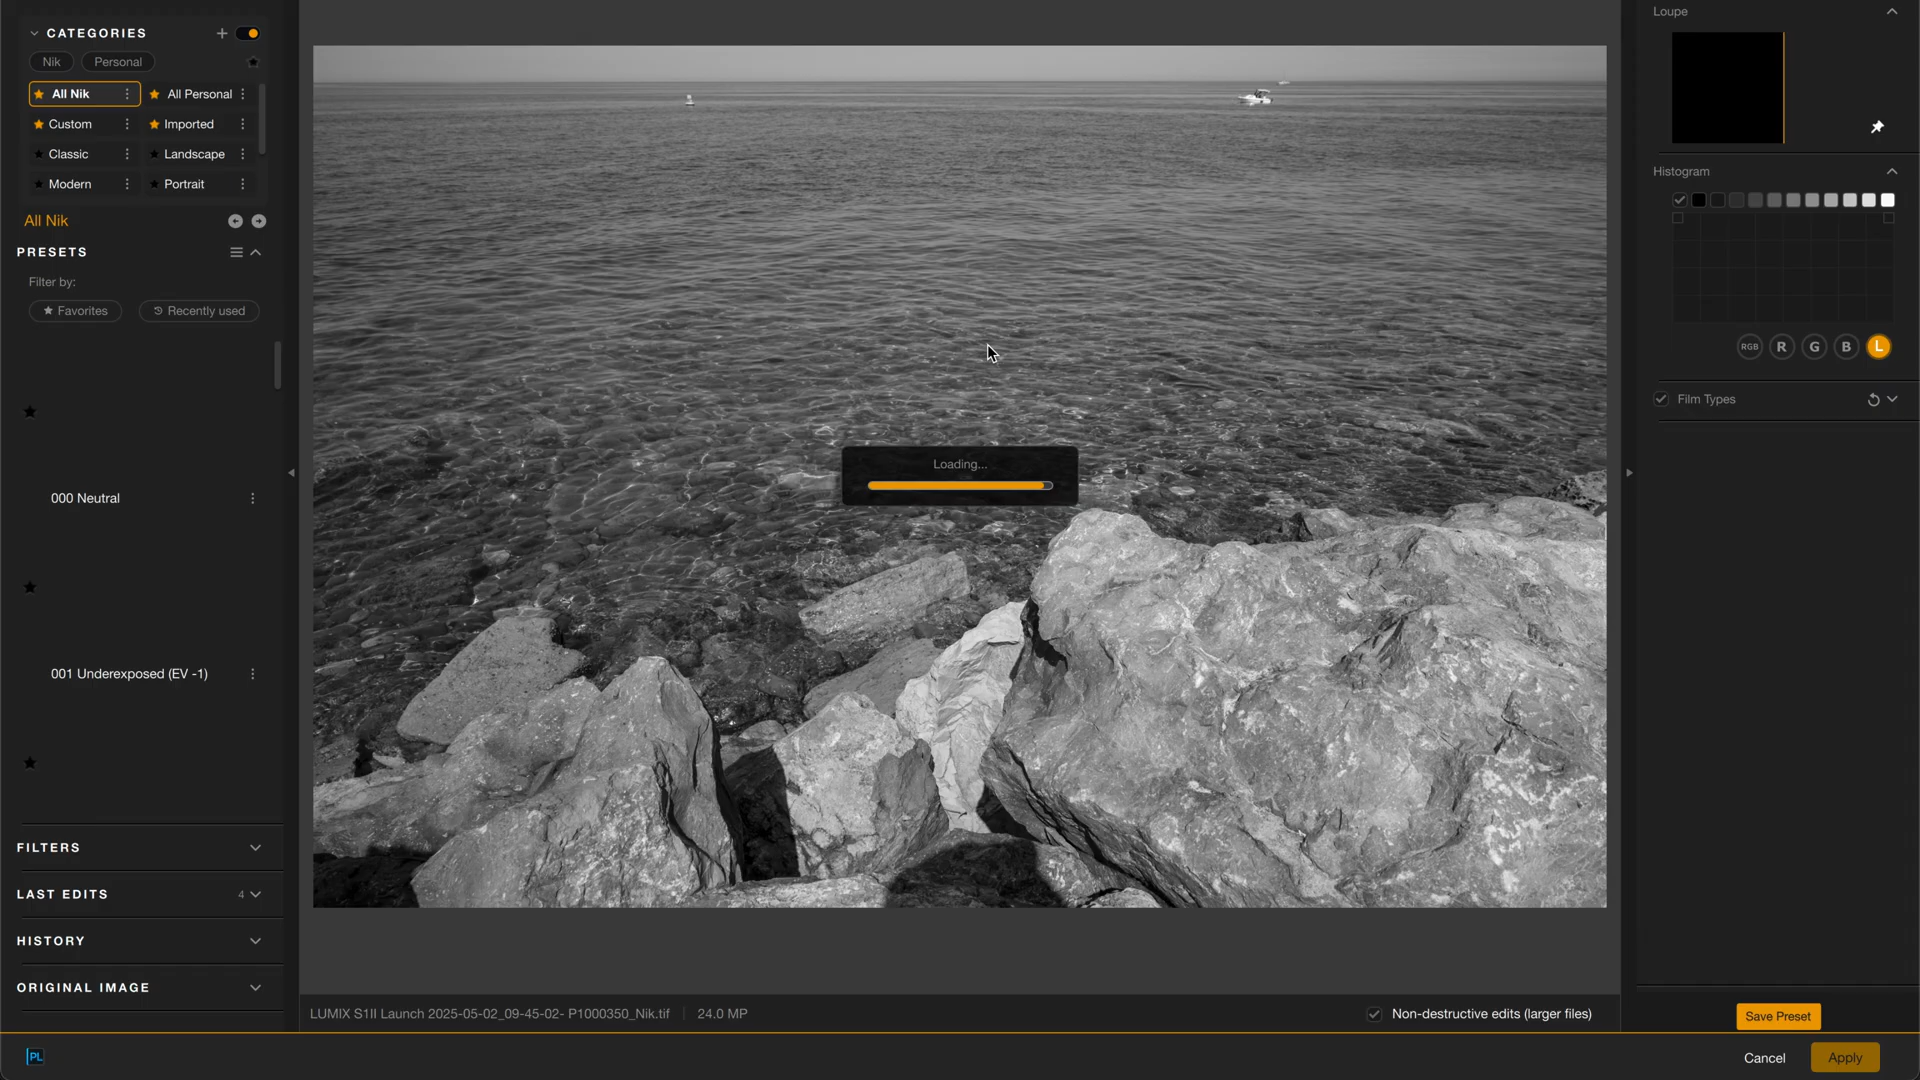 CATEGORIES
Nik
Personal
All Nik
All Personal
Custom
Imported
Classic
Landscape
Modern
Portrait
All Nik
PRESETS
Filter by:
Favorites
Recently used
000 Neutral
001 Underexposed (EV -1)
FILTERS
LAST EDITS
4
HISTORY
ORIGINAL IMAGE
PL
Loading...
LUMIX S1II Launch 2025-05-02_09-45-02- P1000350_Nik.tif
24.0 MP
Non-destructive edits (larger files)
Loupe
Histogram
RGB
R
G
B
L
Film Types
Save Preset
Cancel
Apply